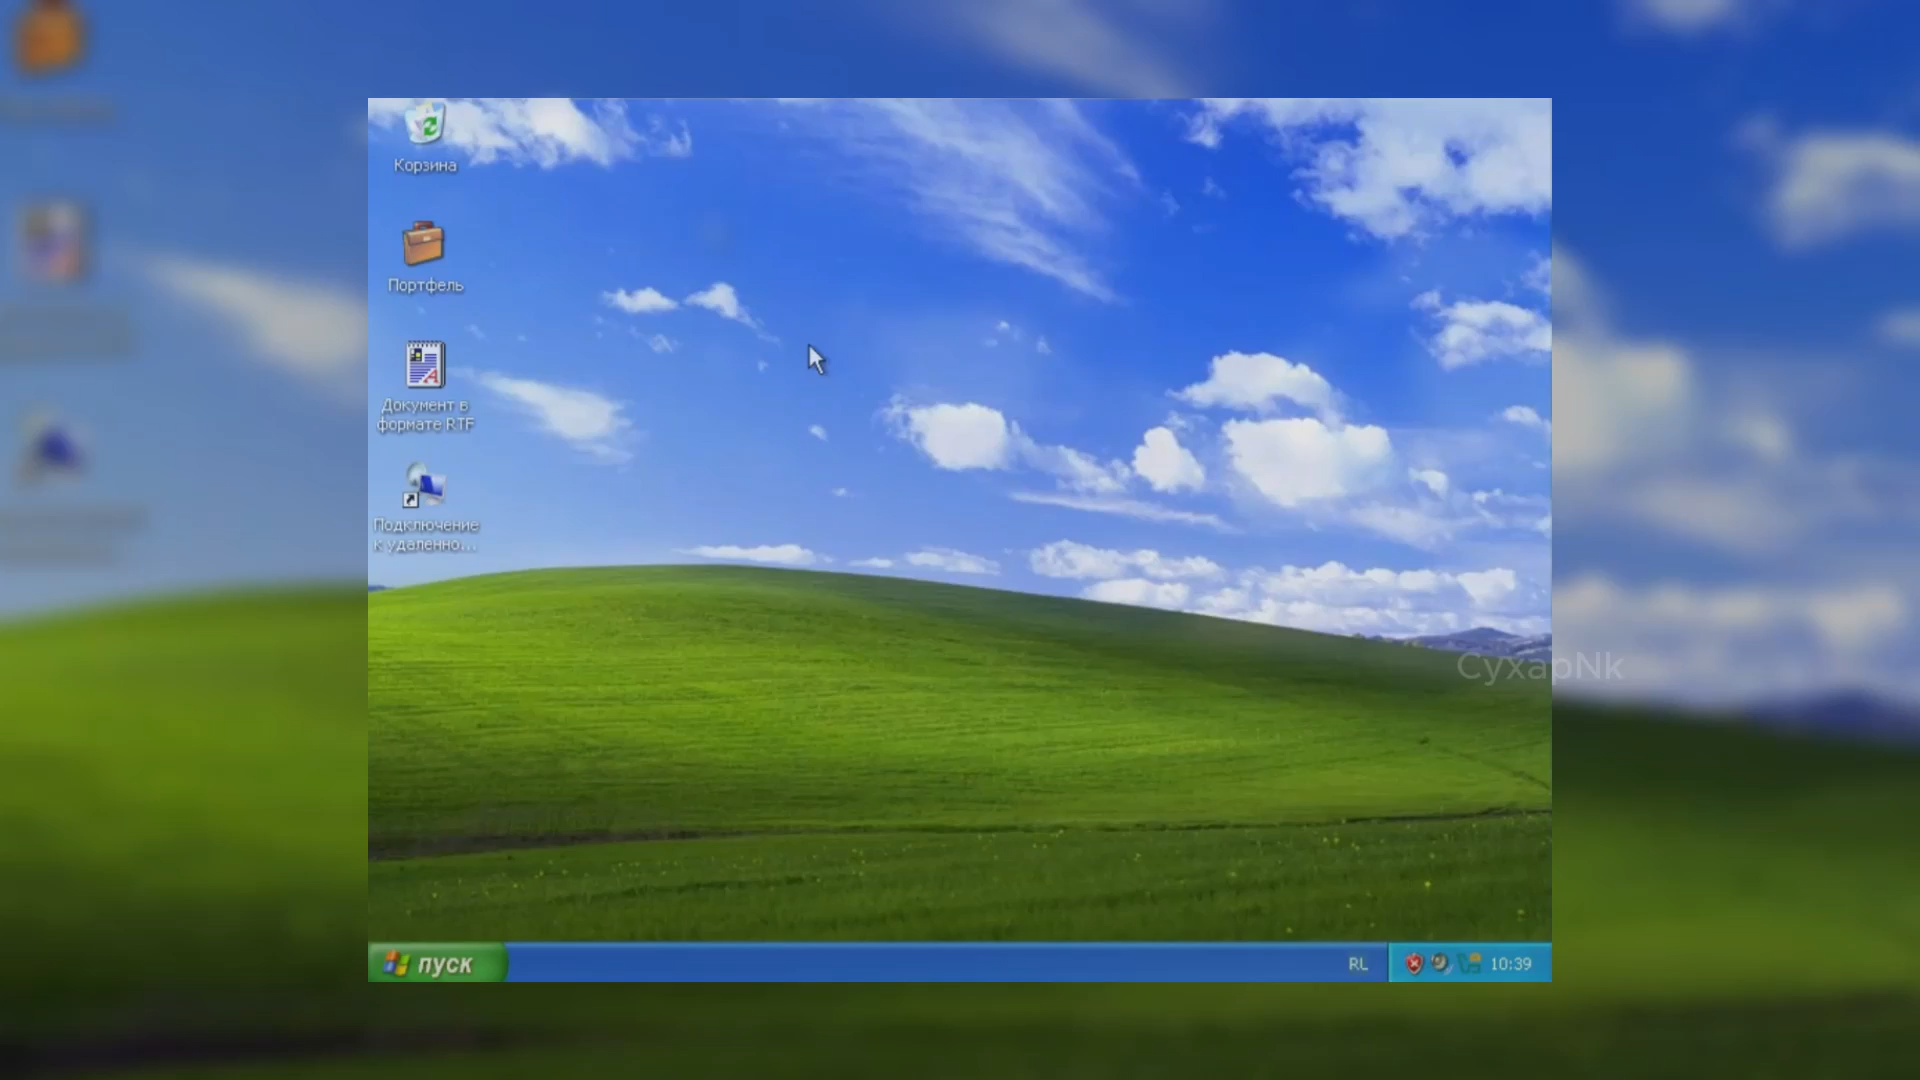 Корзина
Портфель
Документ в
формате RTF
Подключение
к удаленно...
СухарNk
пуск
RL
10:39